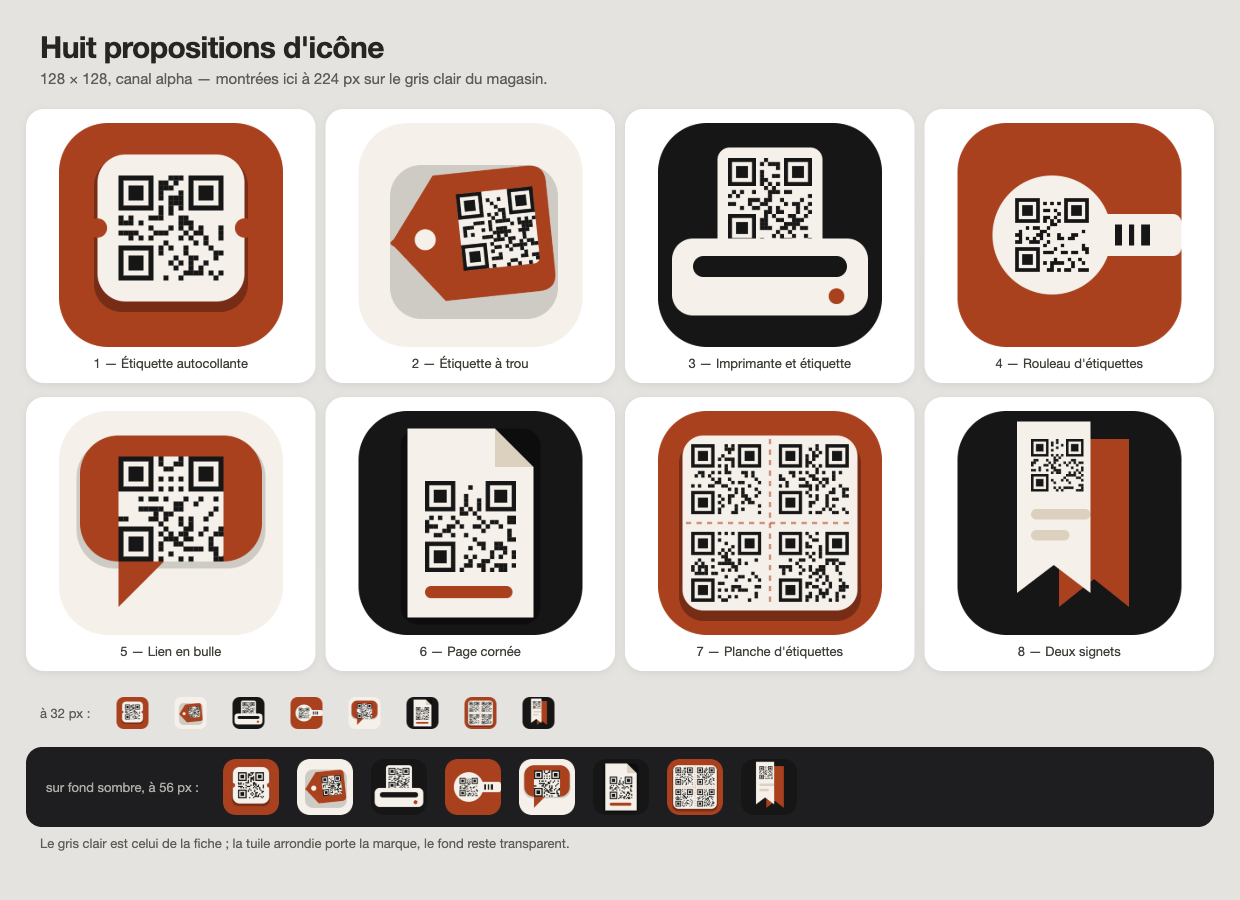 Huit propositions d'icône
128 × 128, canal alpha — montrées ici à 224 px sur le gris clair du magasin.
1 — Étiquette autocollante
2 — Étiquette à trou
3 — Imprimante et étiquette
4 — Rouleau d'étiquettes
5 — Lien en bulle
6 — Page cornée
7 — Planche d'étiquettes
8 — Deux signets
à 32 px :
sur fond sombre, à 56 px :
Le gris clair est celui de la fiche ; la tuile arrondie porte la marque, le fond reste transparent.